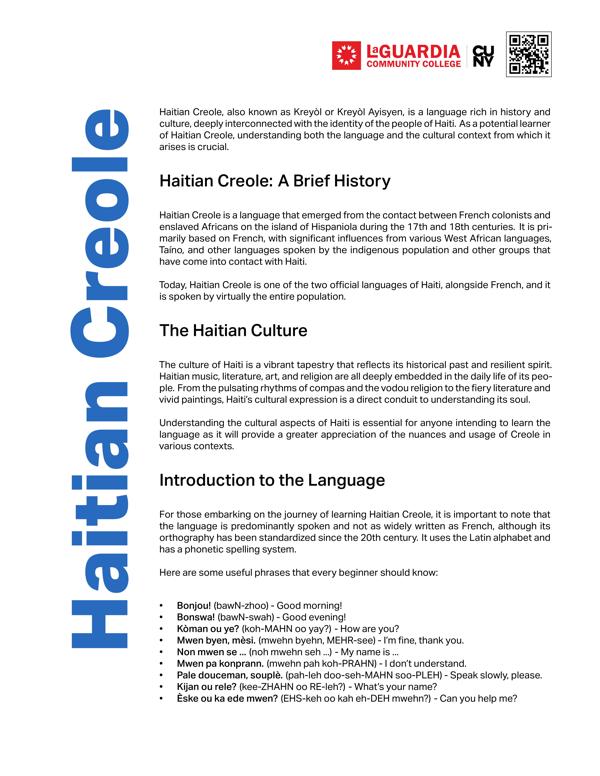 LaGUARDIA
COMMUNITY COLLEGE
CU
NY
Haitian Creole
Haitian Creole, also known as Kreyòl or Kreyòl Ayisyen, is a language rich in history and
culture, deeply interconnected with the identity of the people of Haiti. As a potential learner
of Haitian Creole, understanding both the language and the cultural context from which it
arises is crucial.
Haitian Creole: A Brief History
Haitian Creole is a language that emerged from the contact between French colonists and
enslaved Africans on the island of Hispaniola during the 17th and 18th centuries. It is pri-
marily based on French, with significant influences from various West African languages,
Taíno, and other languages spoken by the indigenous population and other groups that
have come into contact with Haiti.
Today, Haitian Creole is one of the two official languages of Haiti, alongside French, and it
is spoken by virtually the entire population.
The Haitian Culture
The culture of Haiti is a vibrant tapestry that reflects its historical past and resilient spirit.
Haitian music, literature, art, and religion are all deeply embedded in the daily life of its peo-
ple. From the pulsating rhythms of compas and the vodou religion to the fiery literature and
vivid paintings, Haiti's cultural expression is a direct conduit to understanding its soul.
Understanding the cultural aspects of Haiti is essential for anyone intending to learn the
language as it will provide a greater appreciation of the nuances and usage of Creole in
various contexts.
Introduction to the Language
For those embarking on the journey of learning Haitian Creole, it is important to note that
the language is predominantly spoken and not as widely written as French, although its
orthography has been standardized since the 20th century. It uses the Latin alphabet and
has a phonetic spelling system.
Here are some useful phrases that every beginner should know:
• Bonjou! (bawN-zhoo) - Good morning!
• Bonswa! (bawN-swah) - Good evening!
• Kòman ou ye? (koh-MAHN oo yay?) - How are you?
• Mwen byen, mèsi. (mwehn byehn, MEHR-see) - I'm fine, thank you.
• Non mwen se ... (noh mwehn seh ...) - My name is ...
• Mwen pa konprann. (mwehn pah koh-PRAHN) - I don't understand.
• Pale douceman, souplè. (pah-leh doo-seh-MAHN soo-PLEH) - Speak slowly, please.
• Kijan ou rele? (kee-ZHAHN oo RE-leh?) - What's your name?
• Èske ou ka ede mwen? (EHS-keh oo kah eh-DEH mwehn?) - Can you help me?